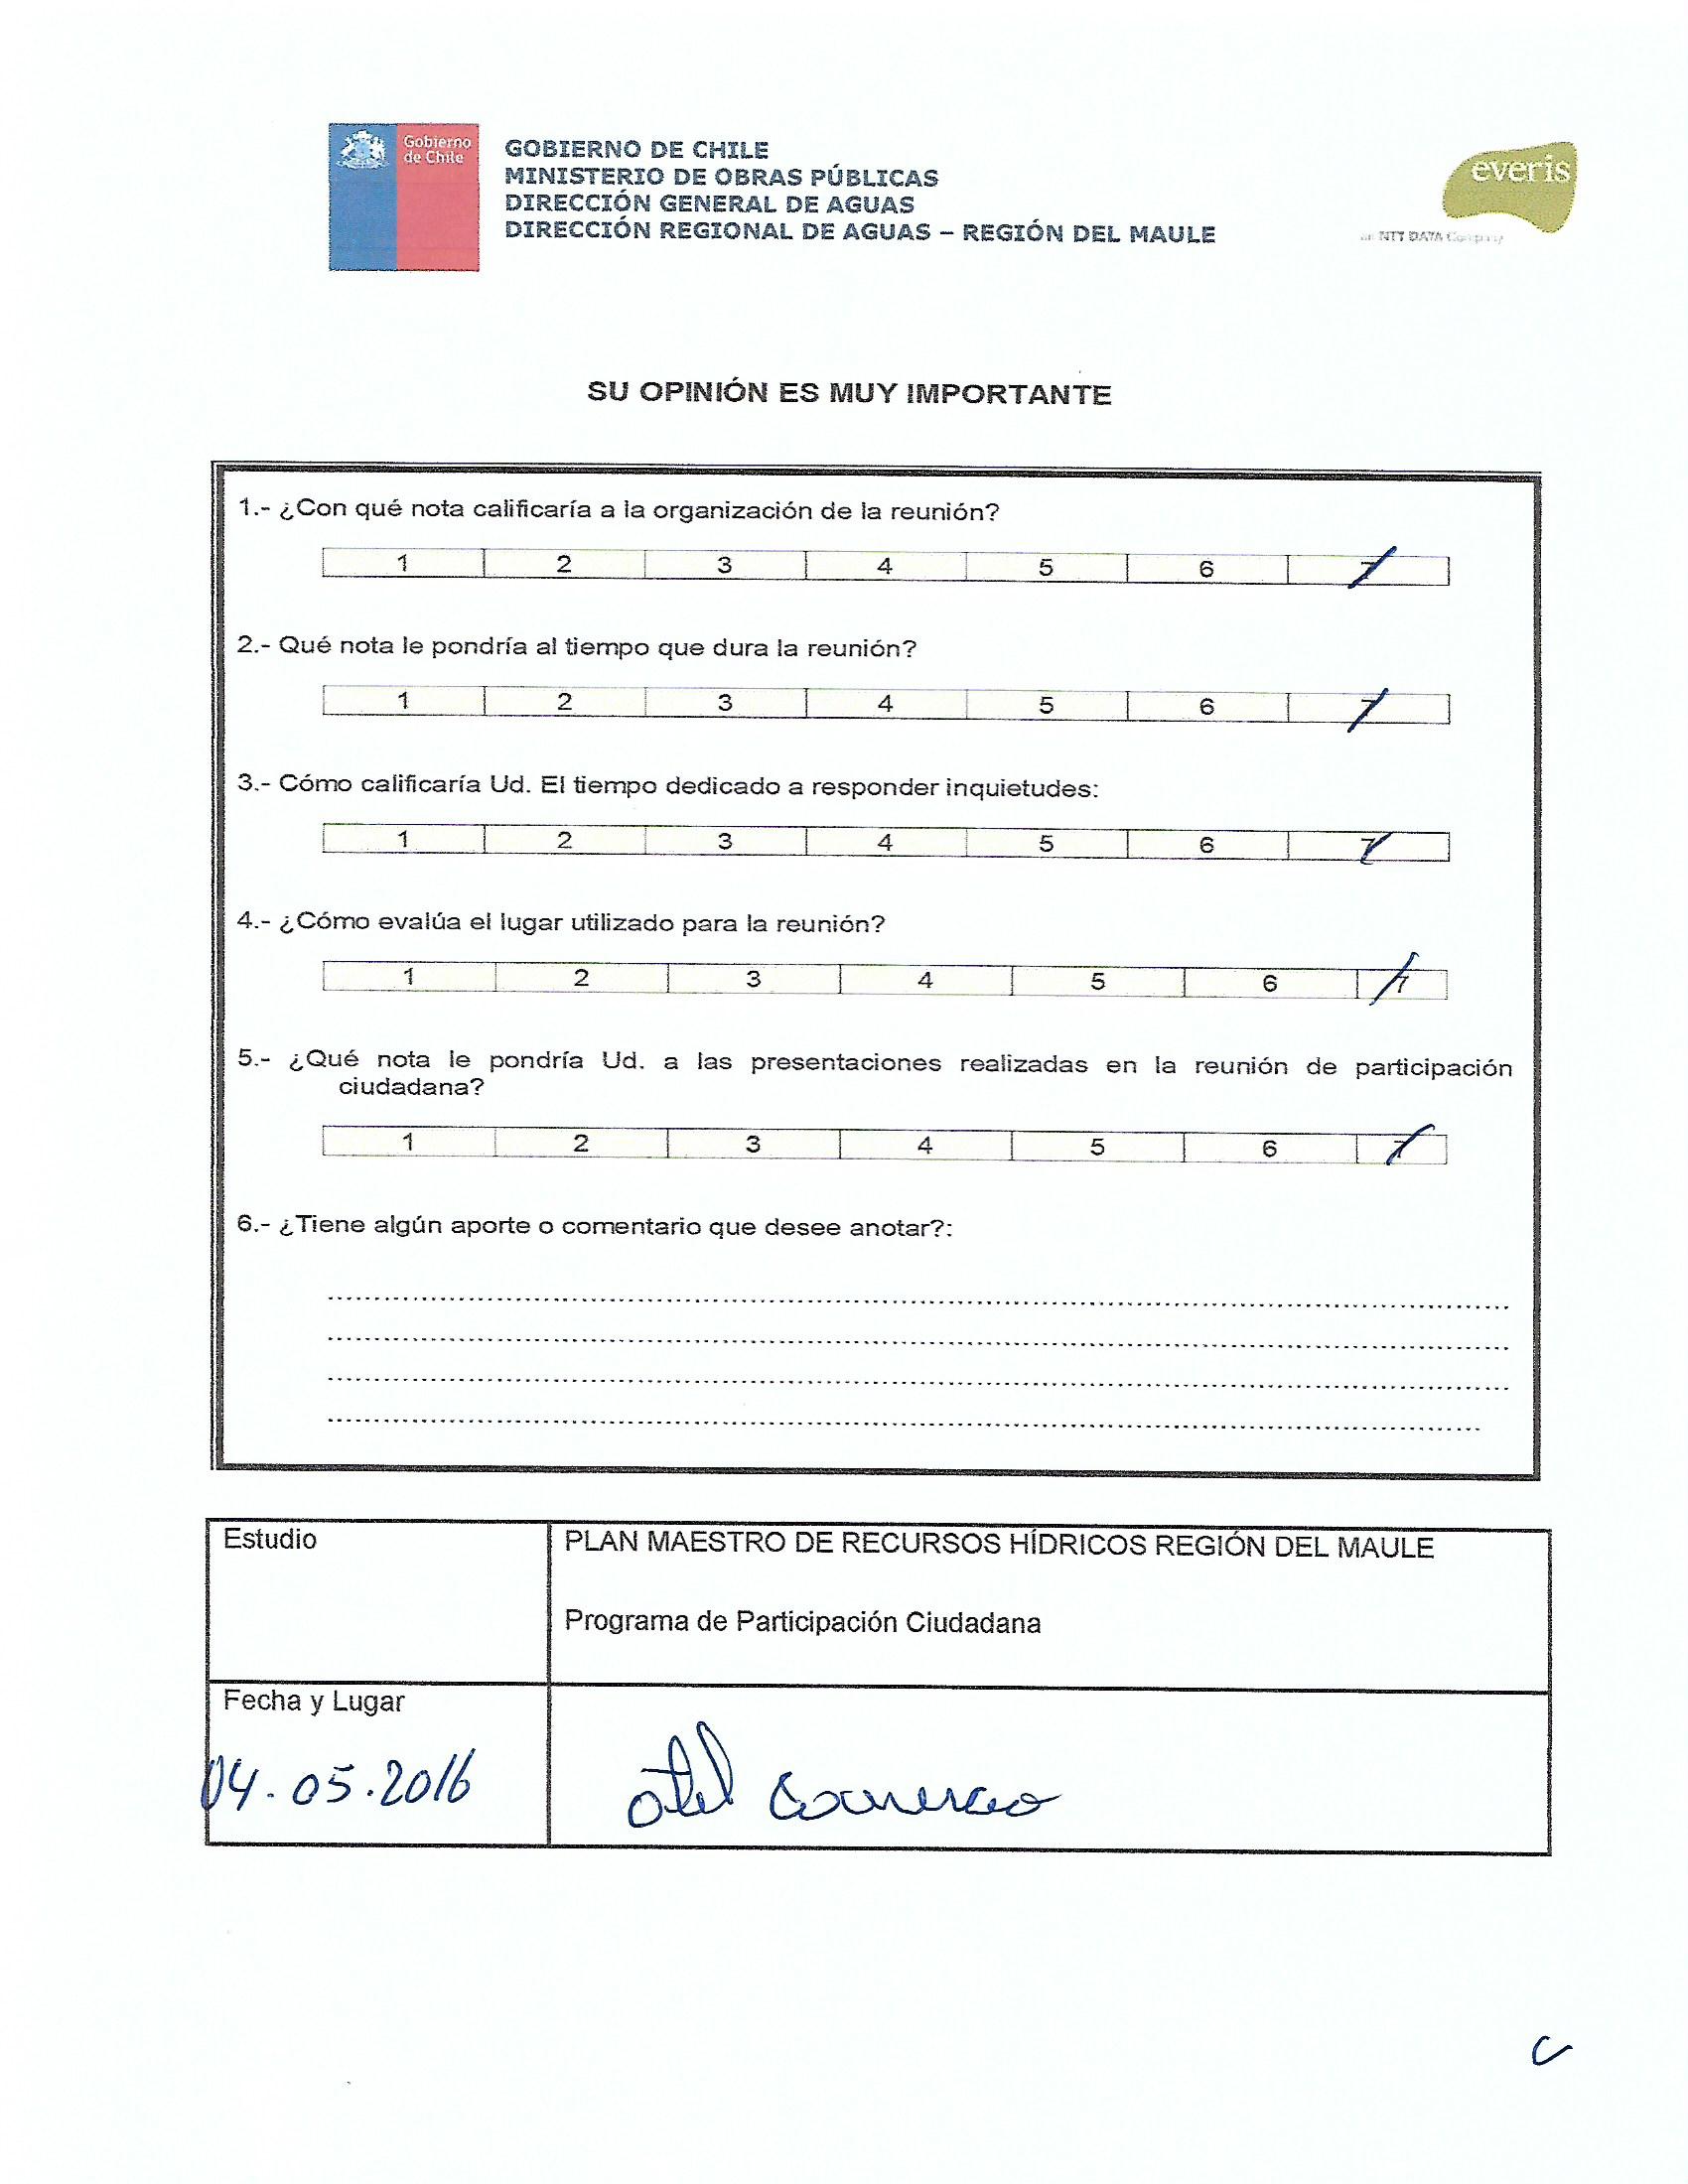 Gobierno
de Chile
GOBIERNO DE CHILE
MINISTERIO DE OBRAS PÚBLICAS
DIRECCIÓN GENERAL DE AGUAS
DIRECCIÓN REGIONAL DE AGUAS – REGIÓN DEL MAULE
everis
an NTT DATA Company
SU OPINIÓN ES MUY IMPORTANTE
1.- ¿Con qué nota calificaría a la organización de la reunión?
1 2 3 4 5 6 7
2.- Qué nota le pondría al tiempo que dura la reunión?
1 2 3 4 5 6 7
3.- Cómo calificaría Ud. El tiempo dedicado a responder inquietudes:
1 2 3 4 5 6 7
4.- ¿Cómo evalúa el lugar utilizado para la reunión?
1 2 3 4 5 6 7
5.- ¿Qué nota le pondría Ud. a las presentaciones realizadas en la reunión de participación
ciudadana?
1 2 3 4 5 6 7
6.- ¿Tiene algún aporte o comentario que desee anotar?:
Estudio
PLAN MAESTRO DE RECURSOS HÍDRICOS REGIÓN DEL MAULE
Programa de Participación Ciudadana
Fecha y Lugar
04.05.2016
otel comercio